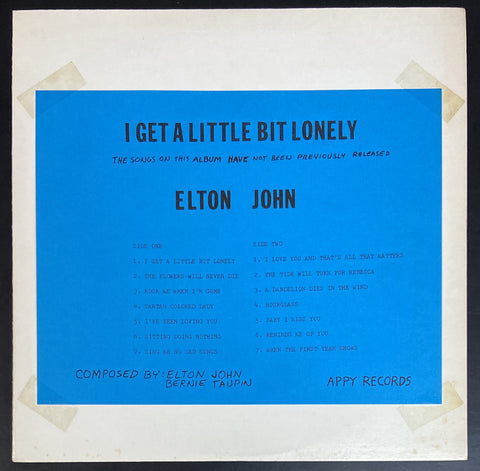 I GET A LITTLE BIT LONELY
THE SONGS ON THIS ALBUM HAVE NOT BEEN PREVIOUSLY RELEASED
ELTON JOHN
SIDE ONE
1. I GET A LITTLE BIT LONELY
2. THE FLOWERS WILL NEVER DIE
3. ROCK ME WHEN I'M GONE
4. TARTAN COLORED LADY
5. I'VE BEEN LOVING YOU
6. SITTING DOING NOTHING
7. SING ME NO SAD SONGS
SIDE TWO
1. I LOVE YOU AND THAT'S ALL THAT MATTERS
2. THE TIDE WILL TURN FOR REBECCA
3. A DANDELION DIES IN THE WIND
4. HOURGLASS
5. BABY I MISS YOU
6. REMINDS ME OF YOU
7. WHEN THE FIRST TEAR SHOWS
COMPOSED BY: ELTON JOHN
BERNIE TAUPIN
APPY RECORDS